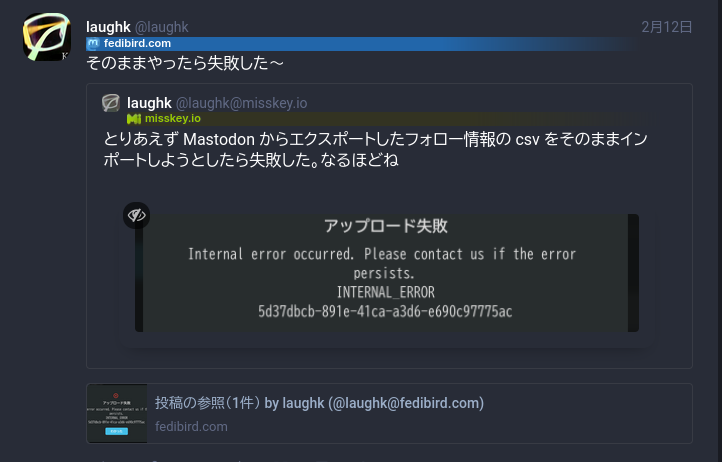 laughk @laughk 2月12日
fedibird.com
そのままやったら失敗した～
laughk @laughk@misskey.io
misskey.io
とりあえず Mastodon からエクスポートしたフォロー情報の csv をそのままイン
ポートしようとしたら失敗した。なるほどね
アップロード失敗
Internal error occurred. Please contact us if the error
persists.
INTERNAL_ERROR
5d37dbcb-891e-41ca-a3d6-e690c97775ac
投稿の参照（1件） by laughk (@laughk@fedibird.com)
fedibird.com